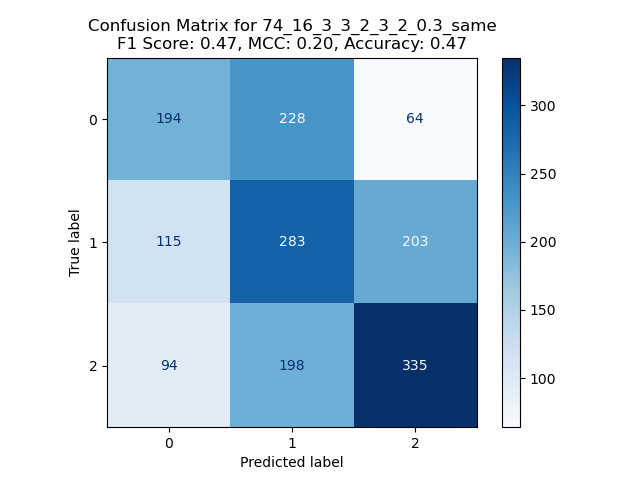 Confusion Matrix for 74_16_3_3_2_3_2_0.3_same
F1 Score: 0.47, MCC: 0.20, Accuracy: 0.47
0 194 228 64
1 115 283 203
2 94 198 335
0 1 2
True label
Predicted label
300
250
200
150
100